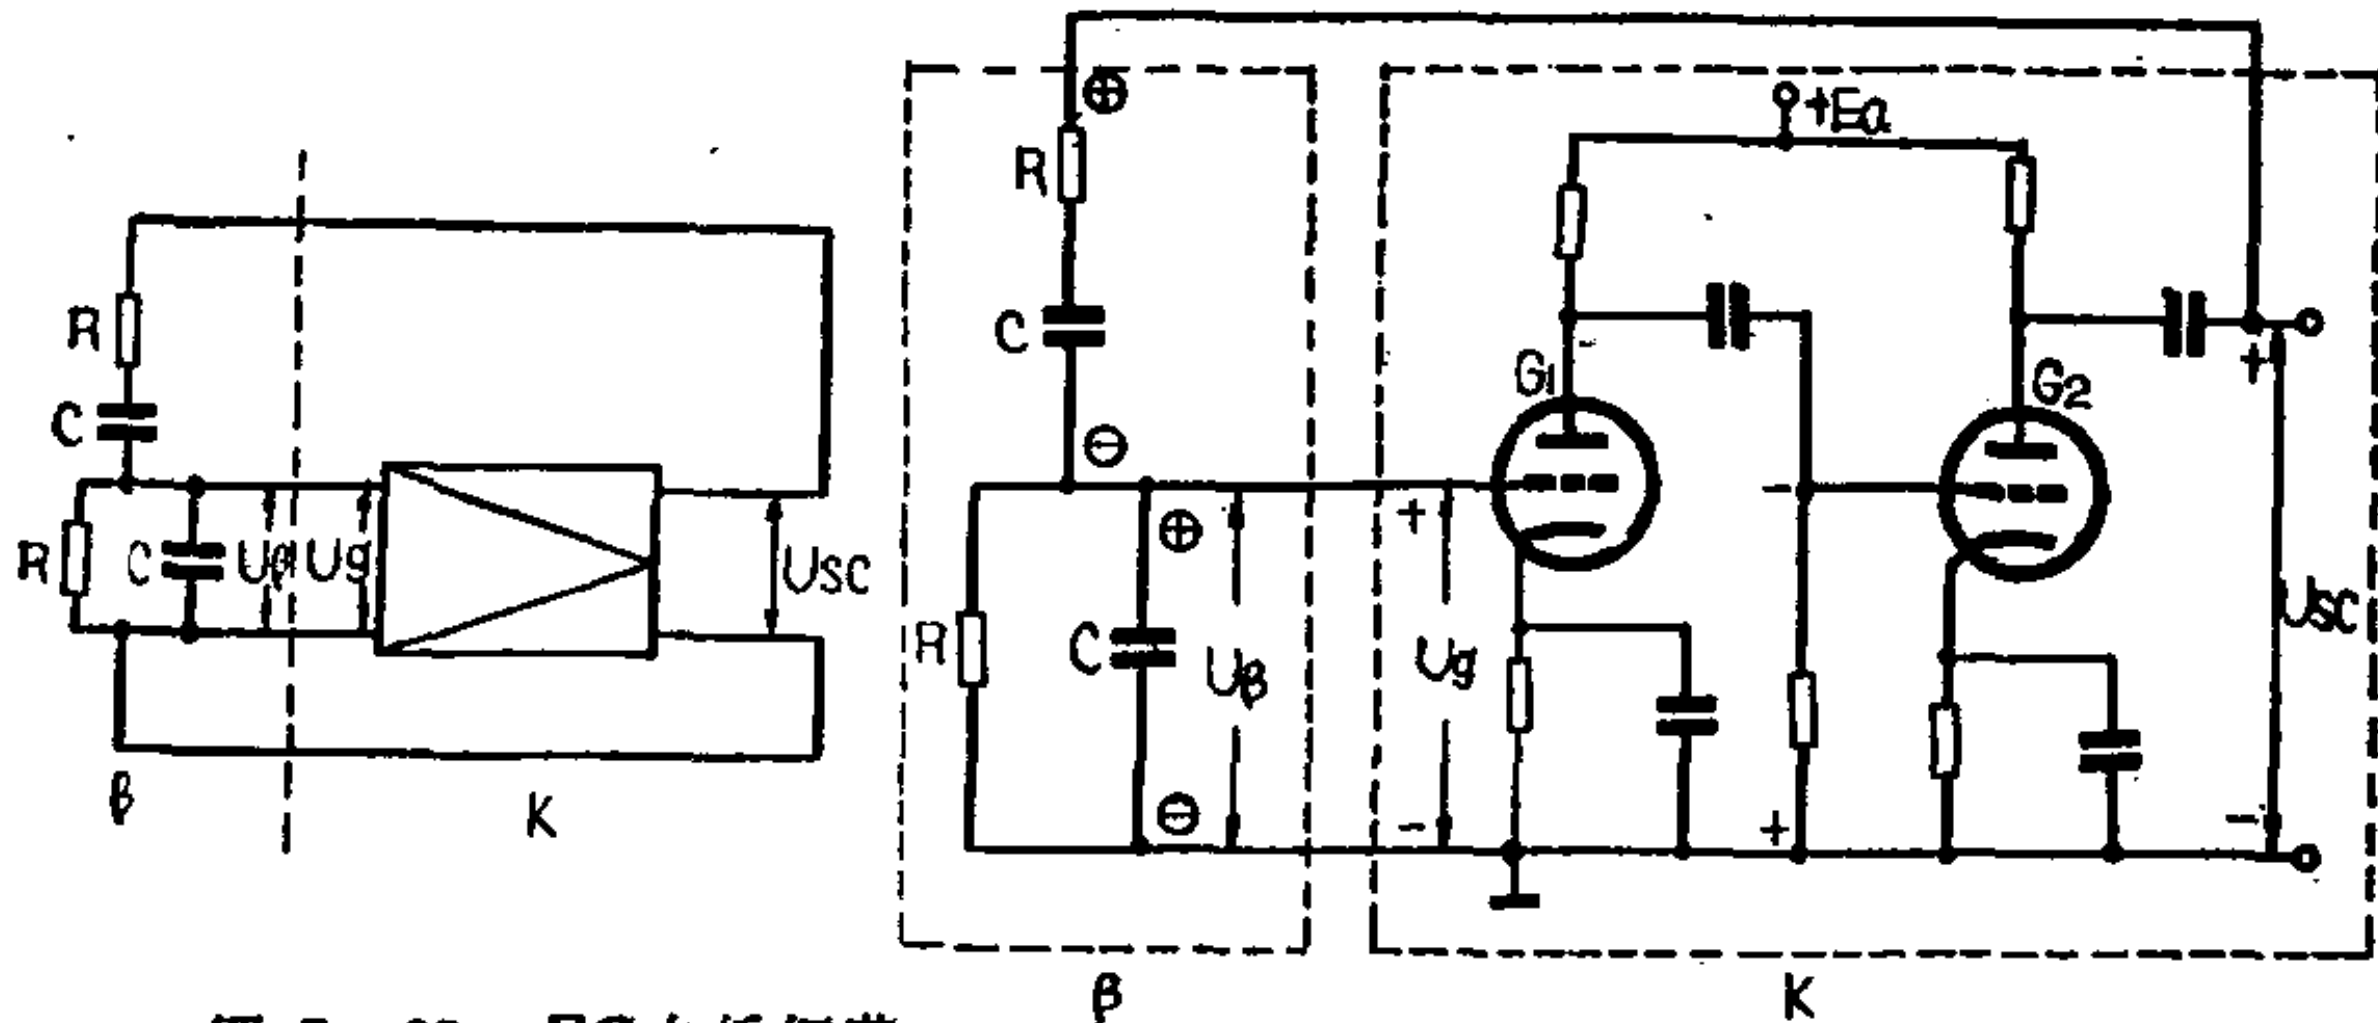 R
C
R
C
Uβ
Ug
Usc
β
K
⊕
R
C
⊖
R
C
⊕
⊖
Uβ
β
+Ea
G1
G2
-
+
Ug
-
-
+
+
Usc
-
K